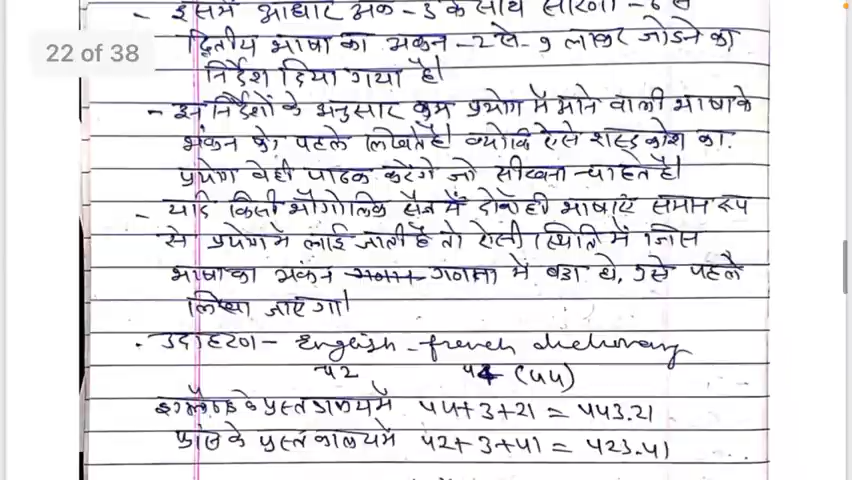 - इसमें आधार अंक - 3 के साथ सारणी - 6 से
22 of 38
द्वितीय भाषा का अंकन -2 से- 9 लाकर जोडने का
निर्देश दिया गया है।
- इन निर्देशों के अनुसार कम प्रयोग में आने वाली भाषा के
अंकन को, पहले लिखते है। क्योकि ऐसे शब्द कोश का
प्रयोग वेही पाठक करेंगे जो सीखना चाहते है।
- यदि किसी भौगोलिक क्षेत्र में दोनों ही भाषाएँ समान रूप
से प्रयोग में लाई जाती है तो ऐसी स्थिति में जिस
भाषा का अंकन गणना में बडा हो, उसे पहले
लिखा जाएगा।
. उदाहरण - English - french dictionary
42 44 (44)
इंग्लैण्ड के पुस्तकालय में 44+3+21 = 443.21
फ्रांस के पुस्तकालय में 42+3+41 = 423.41